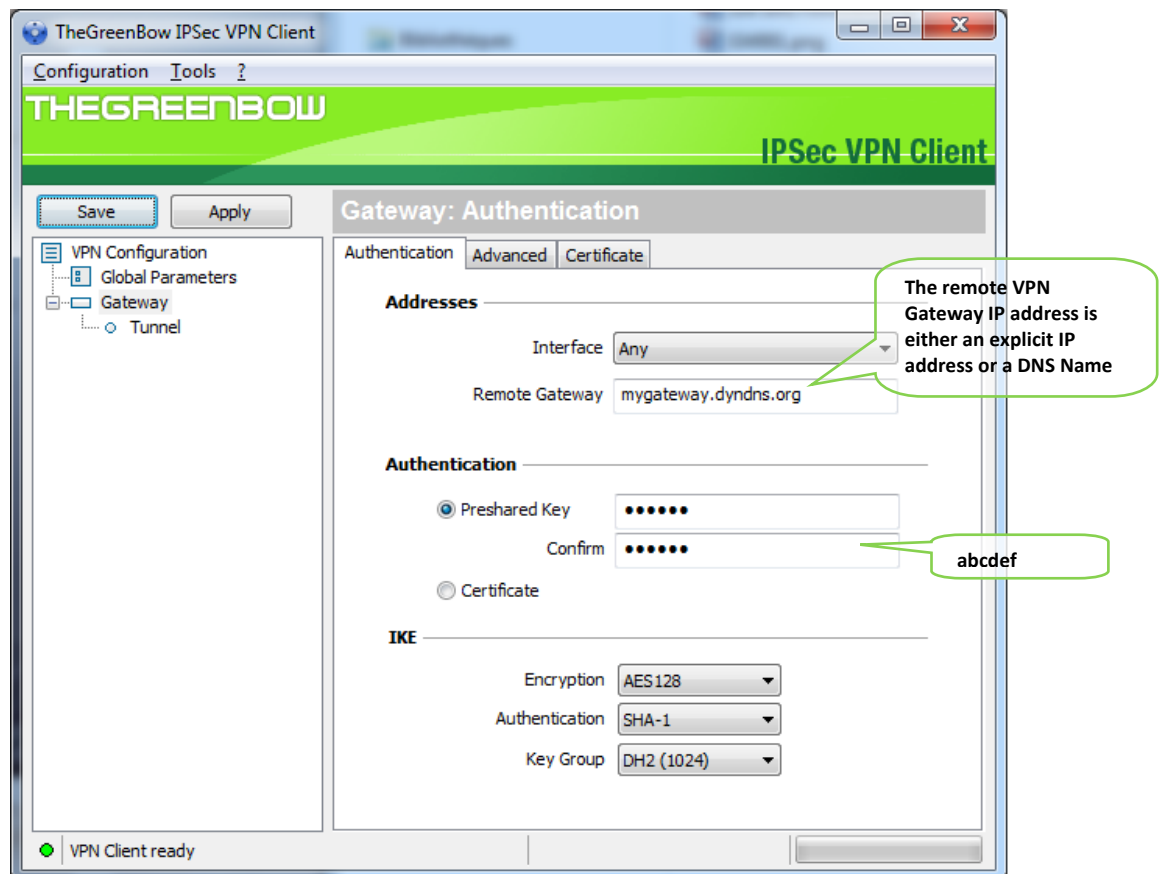 TheGreenBow IPSec VPN Client
Configuration Tools ?
THEGREENBOW
IPSec VPN Client
Save Apply
Gateway: Authentication
VPN Configuration
Global Parameters
Gateway
Tunnel
Authentication Advanced Certificate
Addresses
Interface Any
Remote Gateway mygateway.dyndns.org
The remote VPN
Gateway IP address is
either an explicit IP
address or a DNS Name
Authentication
Preshared Key ●●●●●●
Confirm ●●●●●●
abcdef
Certificate
IKE
Encryption AES128
Authentication SHA-1
Key Group DH2 (1024)
VPN Client ready